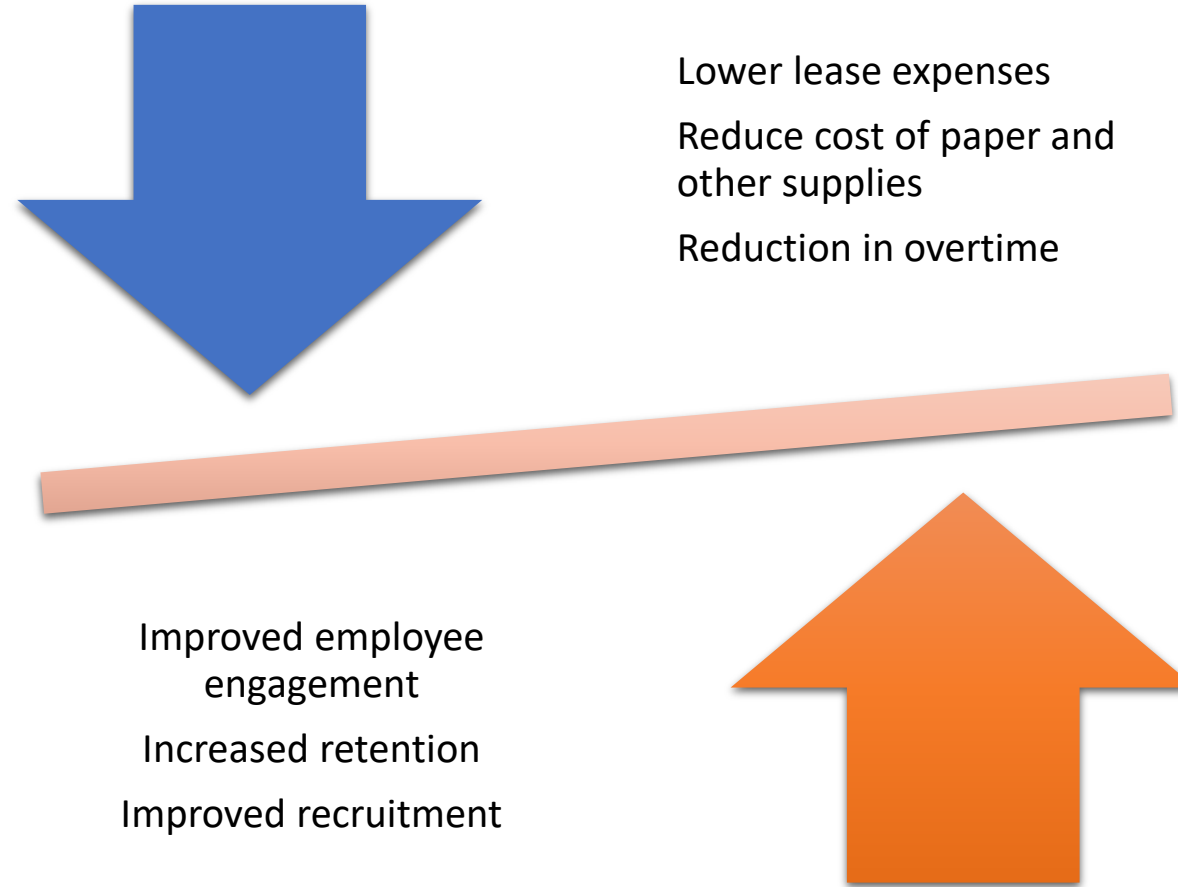 Lower lease expenses
Reduce cost of paper and
other supplies
Reduction in overtime
Improved employee
engagement
Increased retention
Improved recruitment